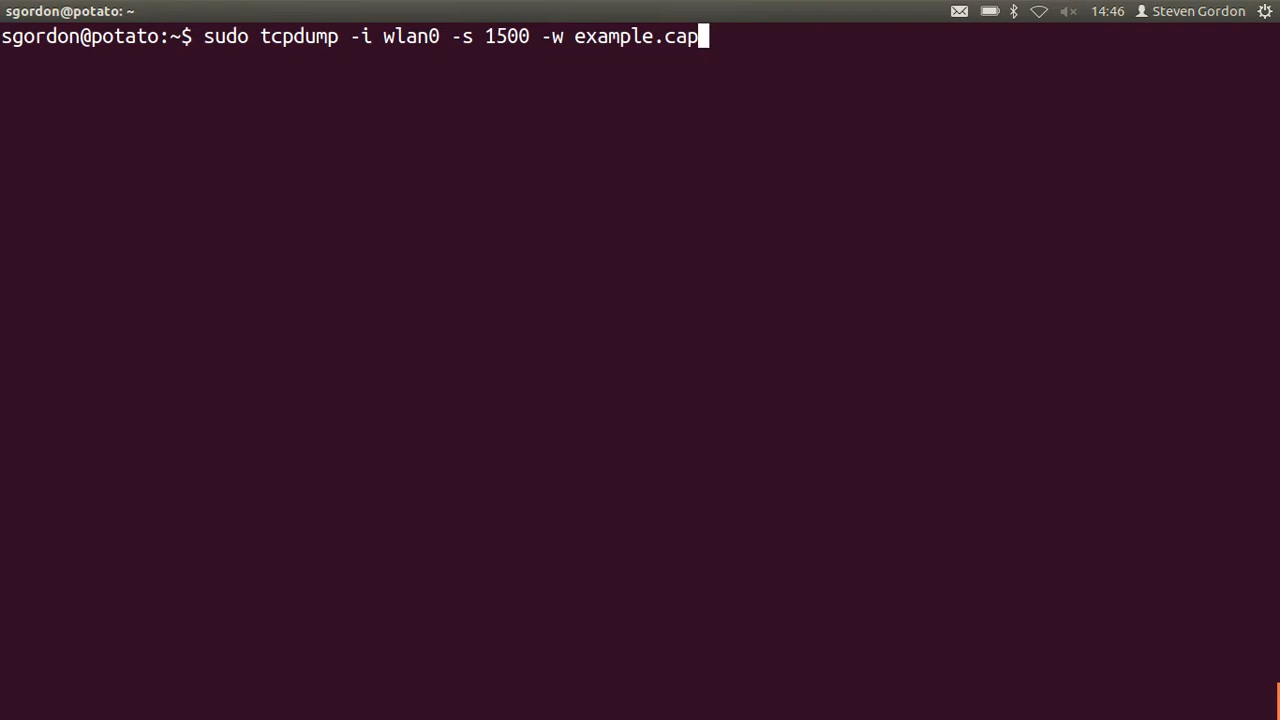 sgordon@potato: ~ 14:46 Steven Gordon
sgordon@potato:~$ sudo tcpdump -i wlan0 -s 1500 -w example.cap